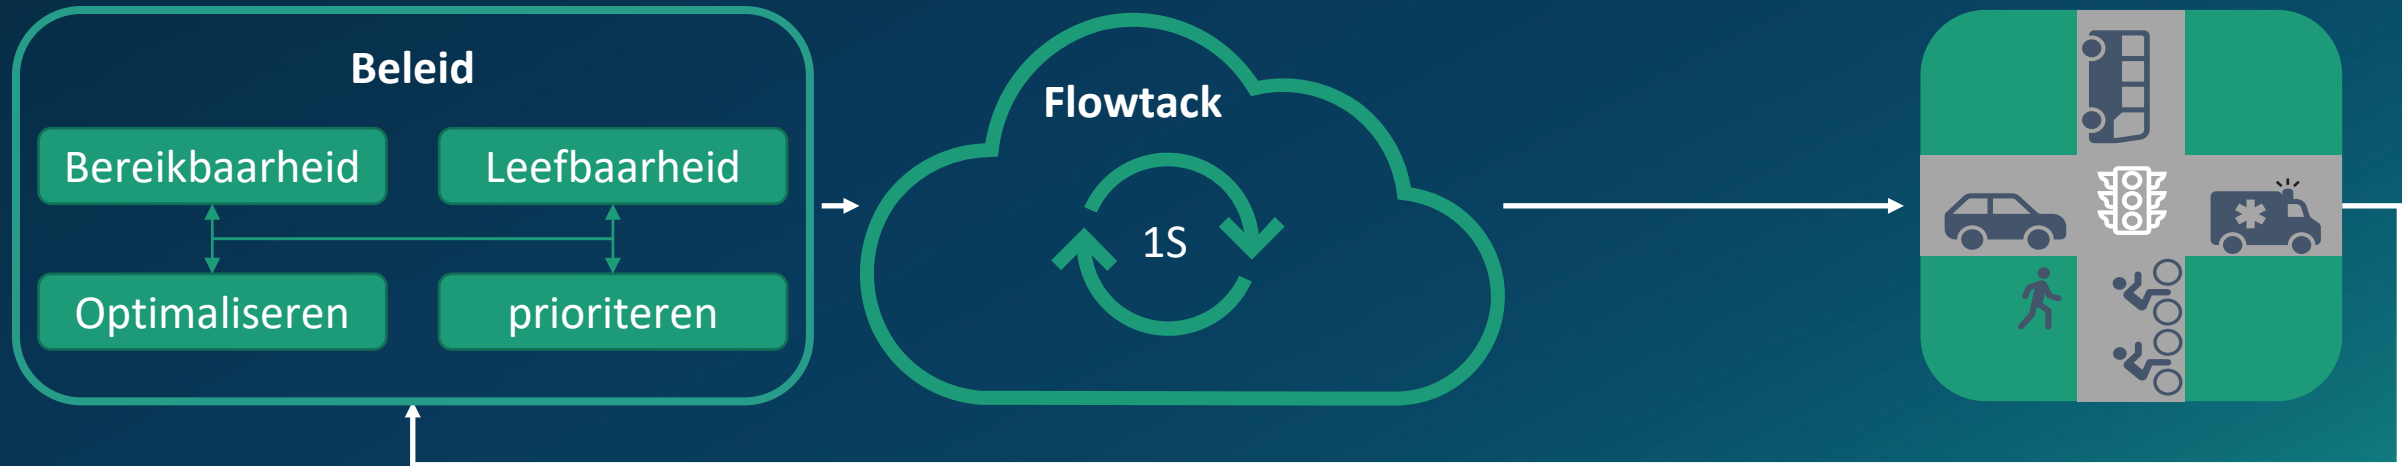 Beleid
Bereikbaarheid
Leefbaarheid
Optimaliseren
prioriteren
Flowtack
1S